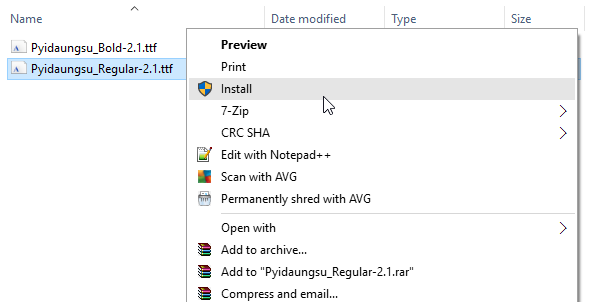 Name Date modified Type Size
Pyidaungsu_Bold-2.1.ttf
Pyidaungsu_Regular-2.1.ttf
Preview
Print
Install
7-Zip
CRC SHA
Edit with Notepad++
Scan with AVG
Permanently shred with AVG
Open with
Add to archive...
Add to "Pyidaungsu_Regular-2.1.rar"
Compress and email...